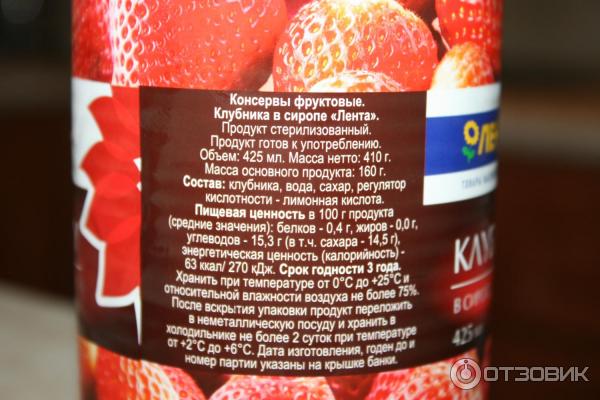 Консервы фруктовые.
Клубника в сиропе «Лента».
Продукт стерилизованный.
Продукт готов к употреблению.
Объем: 425 мл. Масса нетто: 410 г.
Масса основного продукта: 160 г.
Состав: клубника, вода, сахар, регулятор
кислотности - лимонная кислота.
Пищевая ценность в 100 г продукта
(средние значения): белков - 0,4 г, жиров - 0,0 г,
углеводов - 15,3 г (в т.ч. сахара - 14,5 г),
энергетическая ценность (калорийность) -
63 ккал/ 270 кДж. Срок годности 3 года.
Хранить при температуре от 0°С до +25°С и
относительной влажности воздуха не более 75%.
После вскрытия упаковки продукт переложить
в неметаллическую посуду и хранить в
холодильнике не более 2 суток при температуре
от +2°С до +6°С. Дата изготовления, годен до и
номер партии указаны на крышке банки.
ЛЕН
КЛУБ
В СИРО
425
ОТЗОВИК